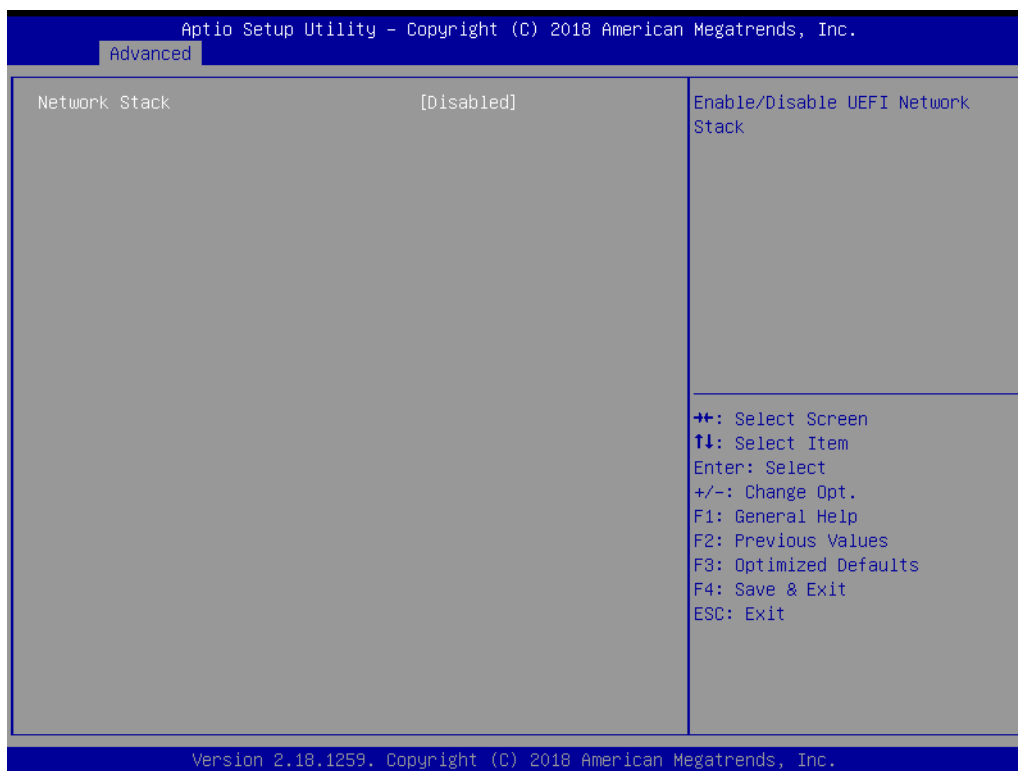 Aptio Setup Utility – Copyright (C) 2018 American Megatrends, Inc.
Advanced
Network Stack [Disabled]
Enable/Disable UEFI Network
Stack
→←: Select Screen
↑↓: Select Item
Enter: Select
+/-: Change Opt.
F1: General Help
F2: Previous Values
F3: Optimized Defaults
F4: Save & Exit
ESC: Exit
Version 2.18.1259. Copyright (C) 2018 American Megatrends, Inc.